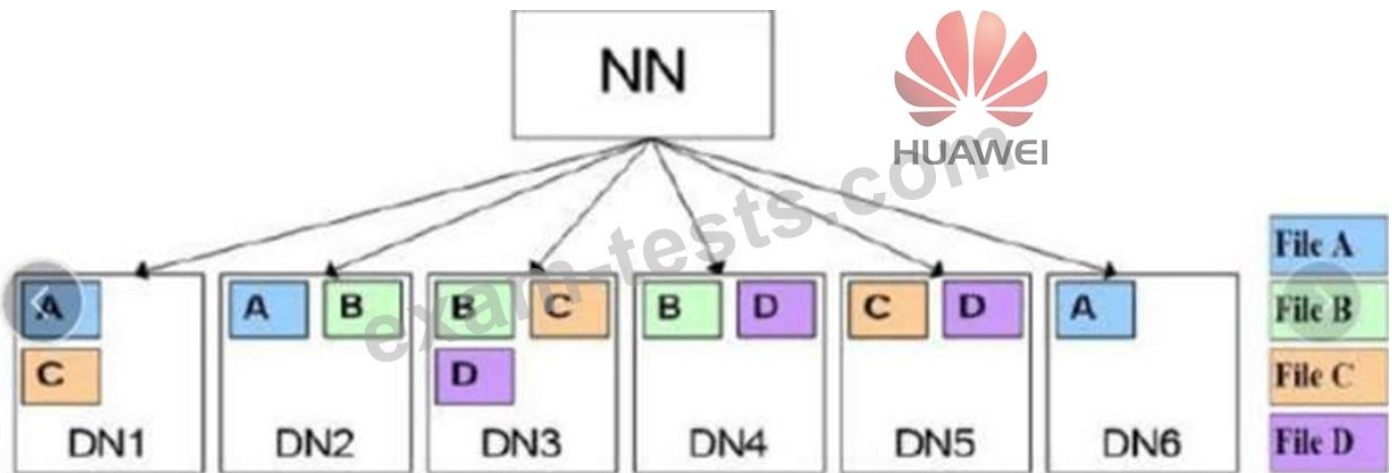 NN
HUAWEI
exam-tests.com
File A
A A B B C B D C D A
File B
C D
File C
DN1 DN2 DN3 DN4 DN5 DN6
File D